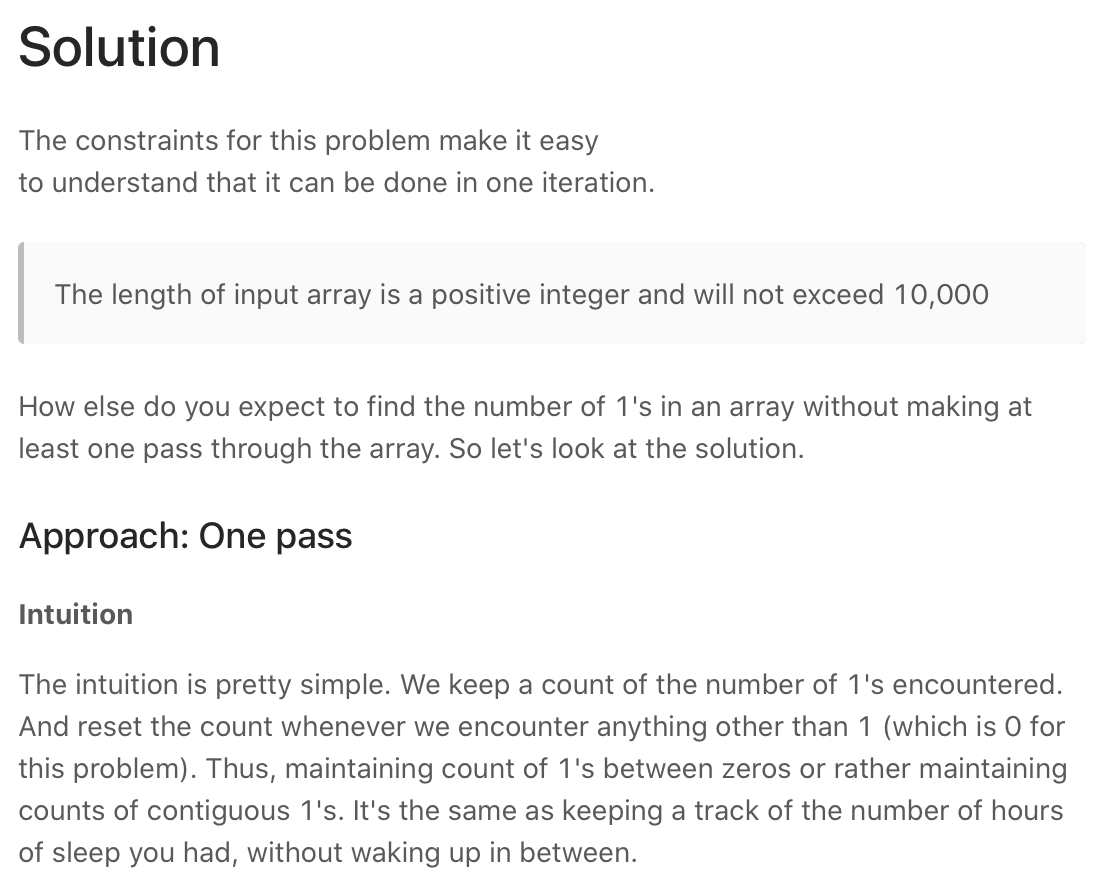 Solution
The constraints for this problem make it easy
to understand that it can be done in one iteration.
The length of input array is a positive integer and will not exceed 10,000
How else do you expect to find the number of 1's in an array without making at
least one pass through the array. So let's look at the solution.
Approach: One pass
Intuition
The intuition is pretty simple. We keep a count of the number of 1's encountered.
And reset the count whenever we encounter anything other than 1 (which is 0 for
this problem). Thus, maintaining count of 1's between zeros or rather maintaining
counts of contiguous 1's. It's the same as keeping a track of the number of hours
of sleep you had, without waking up in between.